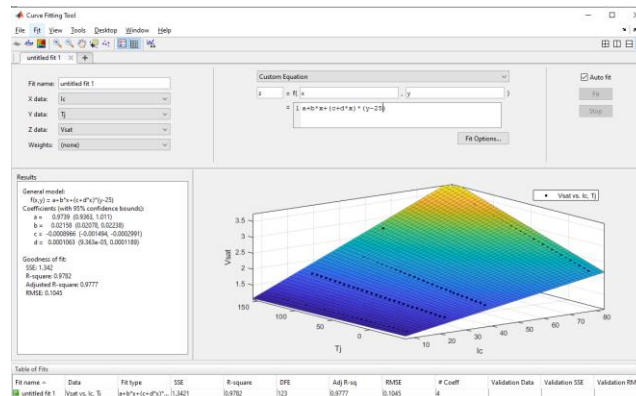 Curve Fitting Tool
File Fit View Tools Desktop Window Help
untitled fit 1
Fit name: untitled fit 1
X data: Ic
Y data: Tj
Z data: Vsat
Weights: (none)
Custom Equation
z = f( x , y )
= 1 a+b*x+(c+d*x)*(y-25)
Fit Options...
Auto fit
Fit
Stop
Results
General model:
f(x,y) = a+b*x+(c+d*x)*(y-25)
Coefficients (with 95% confidence bounds):
a = 0.9739 (0.9363, 1.011)
b = 0.02158 (0.02078, 0.02238)
c = -0.0008966 (-0.001494, -0.0002991)
d = 0.0001063 (9.363e-05, 0.0001189)
Goodness of fit:
SSE: 1.342
R-square: 0.9782
Adjusted R-square: 0.9777
RMSE: 0.1045
Vsat vs. Ic, Tj
Vsat
3.5
3
2.5
2
1.5
150
100
50
0
Tj
10
20
30
40
50
60
70
80
Ic
Table of Fits
Fit name Data Fit type SSE R-square DFE Adj R-sq RMSE # Coeff Validation Data Validation SSE Validation RM
untitled fit 1 Vsat vs. Ic, Tj a+b*x+(c+d*x)*... 1.3421 0.9782 123 0.9777 0.1045 4